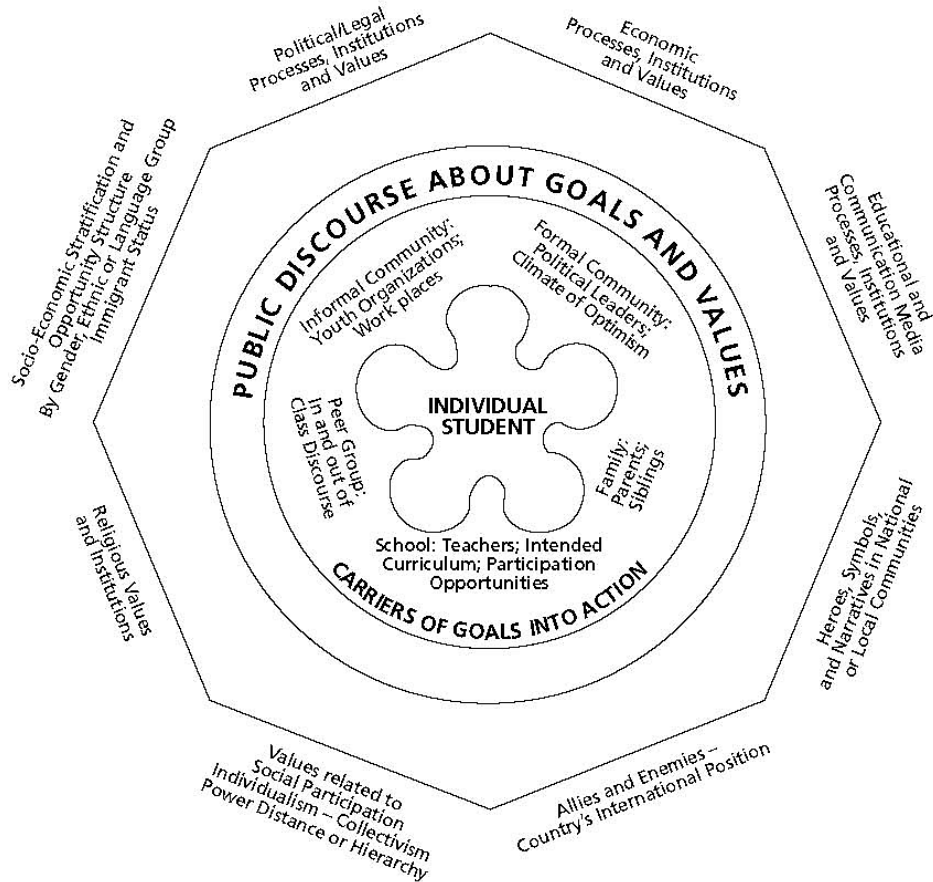 Political/Legal
Processes, Institutions
and Values
Economic
Processes, Institutions
and Values
Educational and
Communication Media
Processes, Institutions
and Values
Heroes, Symbols,
and Narratives in National
or Local Communities
Allies and Enemies –
Country's International Position
Values related to
Social Participation
Individualism – Collectivism
Power Distance or Hierarchy
Religious Values
and Institutions
Socio-Economic Stratification and
Opportunity Structure
By Gender, Ethnic or Language Group
Immigrant Status
PUBLIC DISCOURSE ABOUT GOALS AND VALUES
Informal Community:
Youth Organizations;
Work places
Formal Community:
Political Leaders;
Climate of Optimism
Peer Group:
In and out of
Class Discourse
INDIVIDUAL
STUDENT
Family:
Parents;
Siblings
School: Teachers; Intended
Curriculum; Participation
Opportunities
CARRIERS OF GOALS INTO ACTION